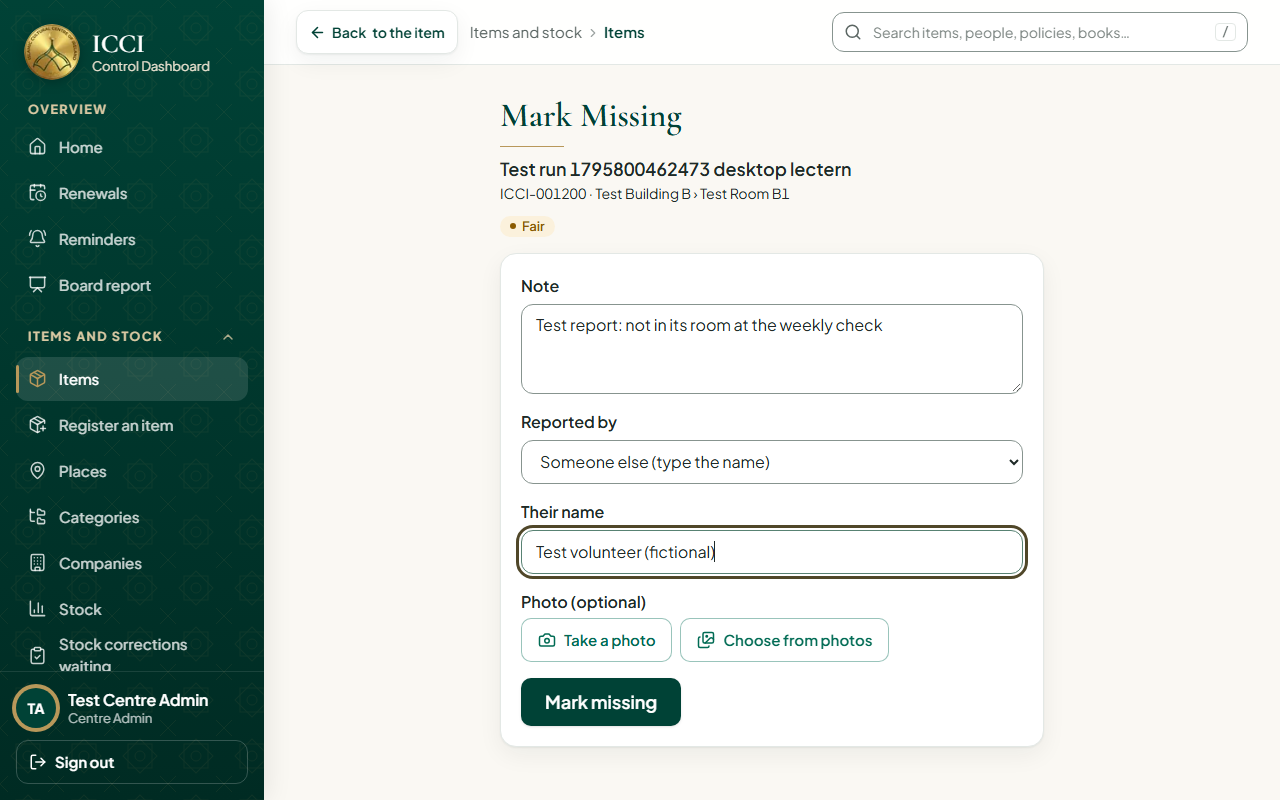 ICCI
Control Dashboard
OVERVIEW
Home
Renewals
Reminders
Board report
ITEMS AND STOCK
Items
Register an item
Places
Categories
Companies
Stock
Stock corrections
waiting
TA
Test Centre Admin
Centre Admin
Sign out
Back to the item
Items and stock › Items
Search items, people, policies, books…
/
Mark Missing
Test run 1795800462473 desktop lectern
ICCI-001200 · Test Building B › Test Room B1
Fair
Note
Test report: not in its room at the weekly check
Reported by
Someone else (type the name)
Their name
Test volunteer (fictional)
Photo (optional)
Take a photo
Choose from photos
Mark missing